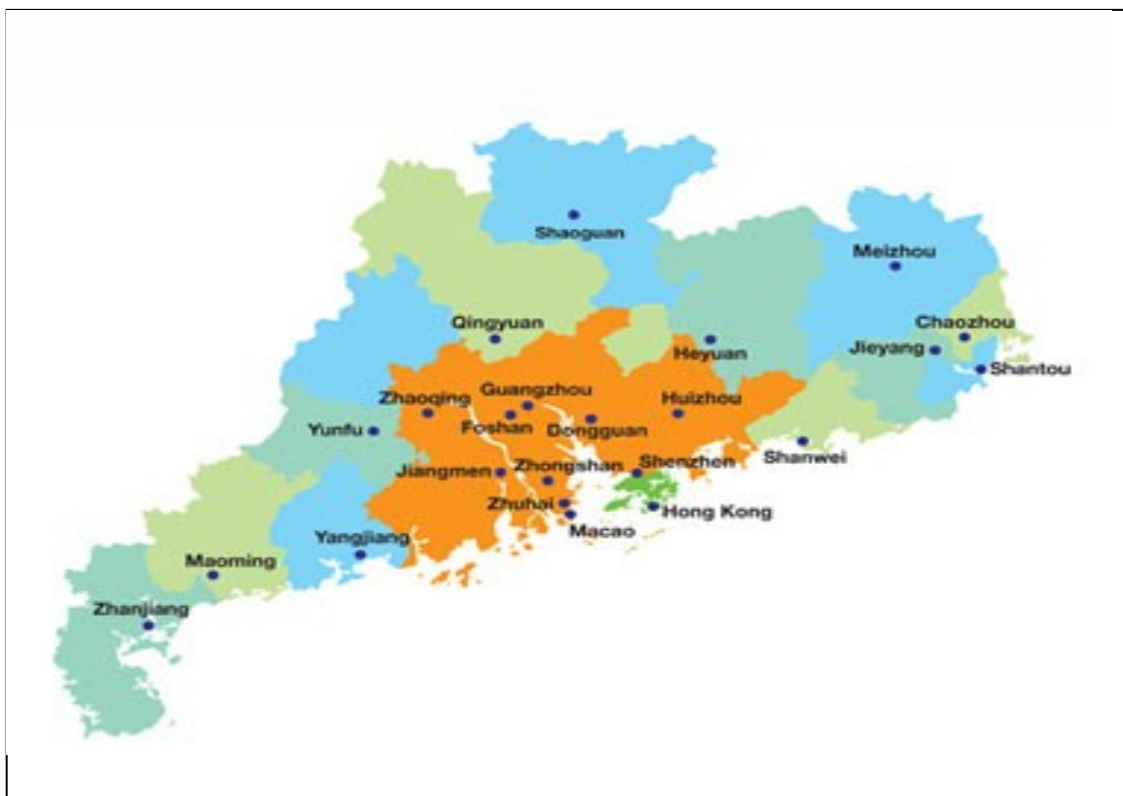 Shaoguan
Meizhou
Qingyuan
Chaozhou
Heyuan
Jieyang
Shantou
Zhaoqing
Guangzhou
Huizhou
Foshan
Dongguan
Yunfu
Shanwei
Jiangmen
Zhongshan
Shenzhen
Zhuhai
Hong Kong
Macao
Yangjiang
Maoming
Zhanjiang